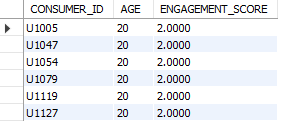 CONSUMER_ID AGE ENGAGEMENT_SCORE
U1005 20 2.0000
U1047 20 2.0000
U1054 20 2.0000
U1079 20 2.0000
U1119 20 2.0000
U1127 20 2.0000